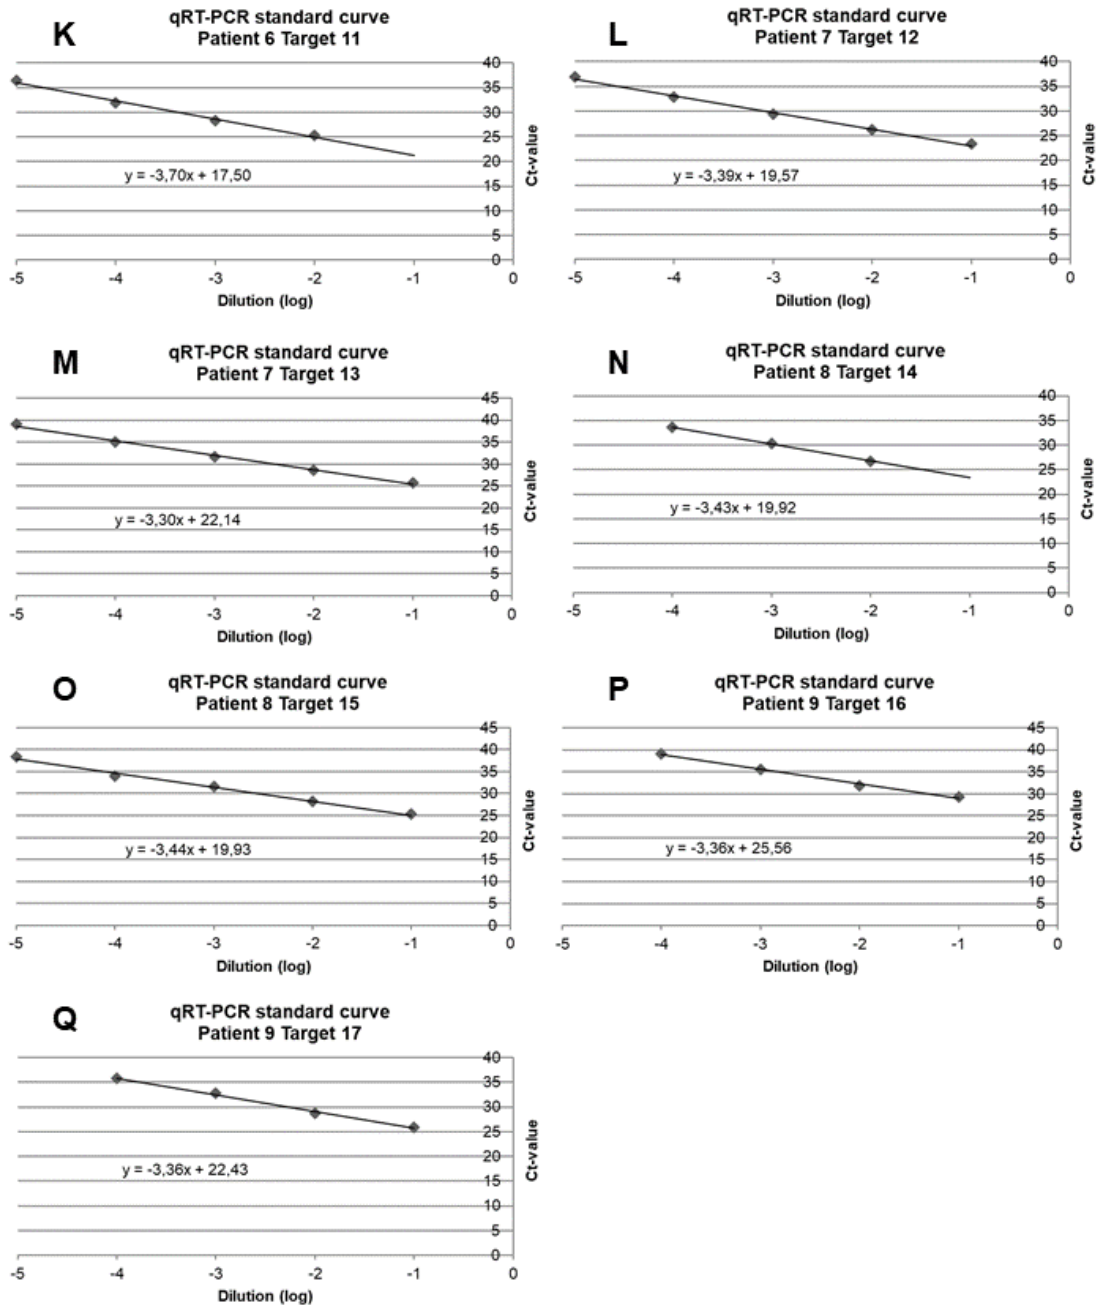 K
qRT-PCR standard curve
Patient 6 Target 11
40
35
30
25
20
15
10
5
0
Ct-value
y = -3,70x + 17,50
-5 -4 -3 -2 -1 0
Dilution (log)
L
qRT-PCR standard curve
Patient 7 Target 12
40
35
30
25
20
15
10
5
0
Ct-value
y = -3,39x + 19,57
-5 -4 -3 -2 -1 0
Dilution (log)
M
qRT-PCR standard curve
Patient 7 Target 13
45
40
35
30
25
20
15
10
5
0
Ct-value
y = -3,30x + 22,14
-5 -4 -3 -2 -1 0
Dilution (log)
N
qRT-PCR standard curve
Patient 8 Target 14
40
35
30
25
20
15
10
5
0
Ct-value
y = -3,43x + 19,92
-5 -4 -3 -2 -1 0
Dilution (log)
O
qRT-PCR standard curve
Patient 8 Target 15
45
40
35
30
25
20
15
10
5
0
Ct-value
y = -3,44x + 19,93
-5 -4 -3 -2 -1 0
Dilution (log)
P
qRT-PCR standard curve
Patient 9 Target 16
45
40
35
30
25
20
15
10
5
0
Ct-value
y = -3,36x + 25,56
-5 -4 -3 -2 -1 0
Dilution (log)
Q
qRT-PCR standard curve
Patient 9 Target 17
40
35
30
25
20
15
10
5
0
Ct-value
y = -3,36x + 22,43
-5 -4 -3 -2 -1 0
Dilution (log)